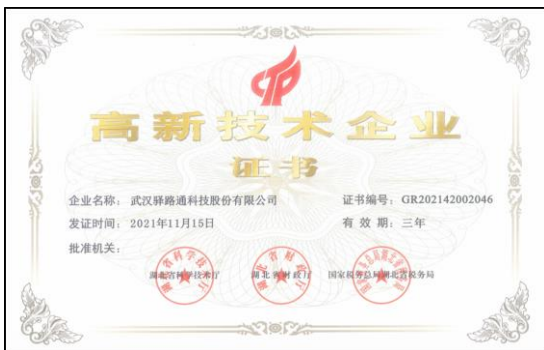 高新技术企业
证书
企业名称：武汉驿路通科技股份有限公司 证书编号：GR202142002046
发证时间：2021年11月15日 有效期：三年
批准机关：
湖北省科学技术厅 湖北省财政厅 国家税务总局湖北省税务局